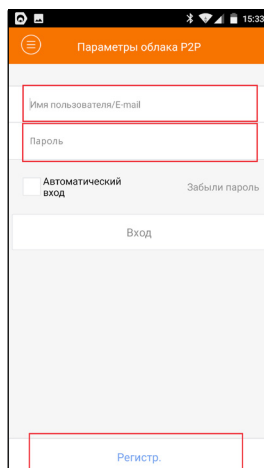 15:33
Параметры облака P2P
Имя пользователя/E-mail
Пароль
Автоматический
вход
Забыли пароль
Вход
Регистр.